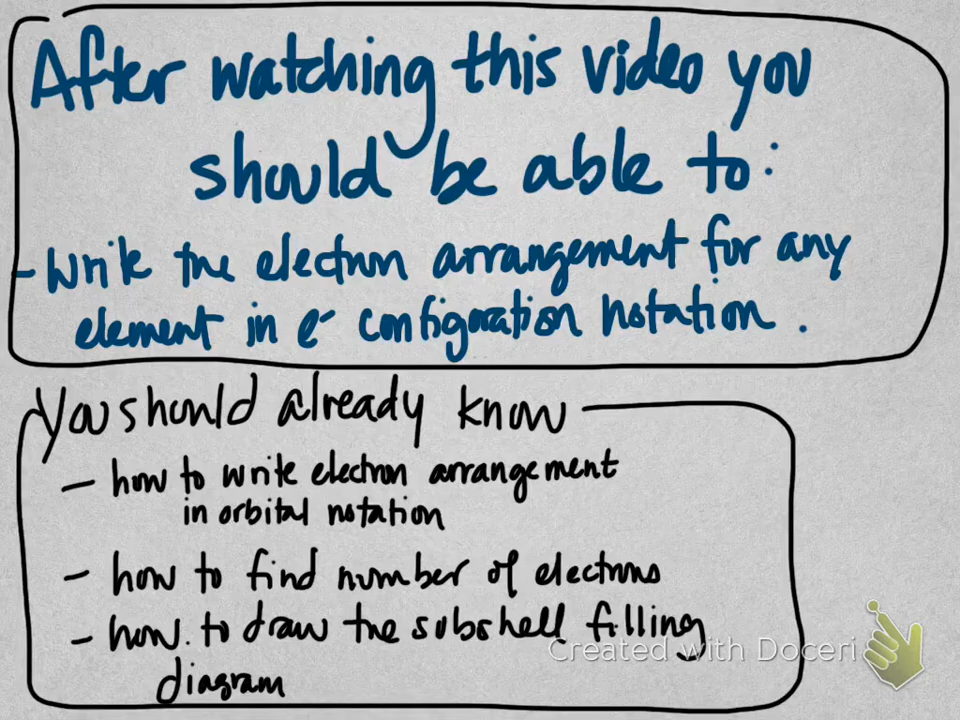 After watching this video you
should be able to:
- Write the electron arrangement for any
element in e- configuration notation.
You should already know
- how to write electron arrangement
in orbital notation
- how to find number of electrons
- how to draw the subshell filling
diagram
Created with Doceri